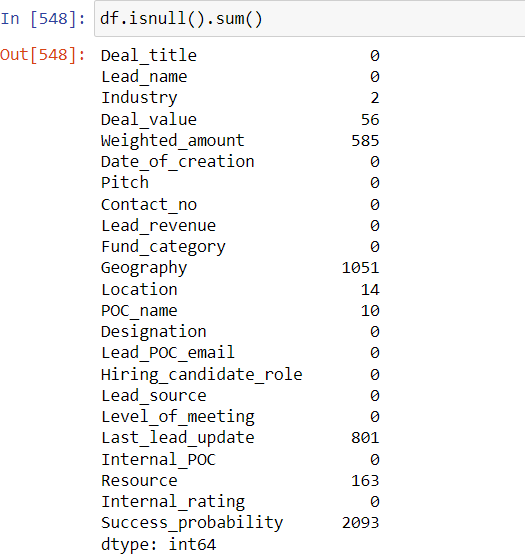 In [548]: df.isnull().sum()
Out[548]: Deal_title 0
Lead_name 0
Industry 2
Deal_value 56
Weighted_amount 585
Date_of_creation 0
Pitch 0
Contact_no 0
Lead_revenue 0
Fund_category 0
Geography 1051
Location 14
POC_name 10
Designation 0
Lead_POC_email 0
Hiring_candidate_role 0
Lead_source 0
Level_of_meeting 0
Last_lead_update 801
Internal_POC 0
Resource 163
Internal_rating 0
Success_probability 2093
dtype: int64